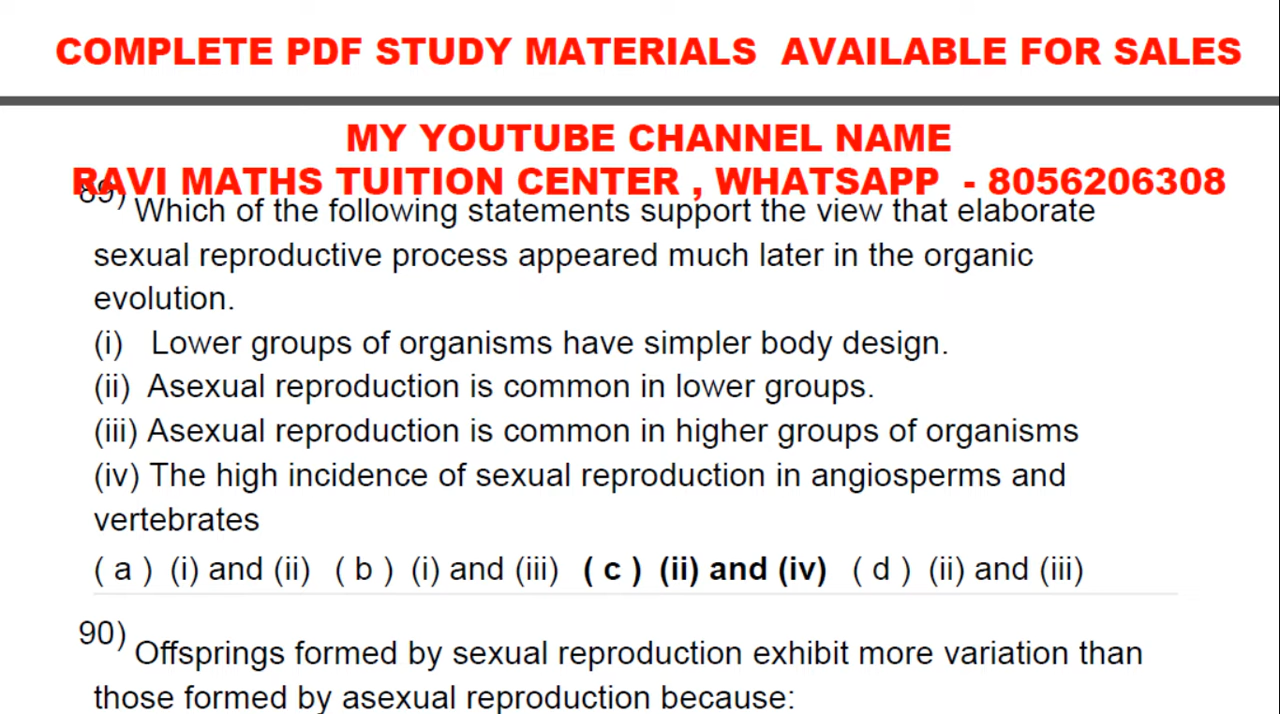 COMPLETE PDF STUDY MATERIALS AVAILABLE FOR SALES
MY YOUTUBE CHANNEL NAME
RAVI MATHS TUITION CENTER , WHATSAPP - 8056206308
89) Which of the following statements support the view that elaborate
sexual reproductive process appeared much later in the organic
evolution.
(i) Lower groups of organisms have simpler body design.
(ii) Asexual reproduction is common in lower groups.
(iii) Asexual reproduction is common in higher groups of organisms
(iv) The high incidence of sexual reproduction in angiosperms and
vertebrates
( a ) (i) and (ii) ( b ) (i) and (iii) ( c ) (ii) and (iv) ( d ) (ii) and (iii)
90) Offsprings formed by sexual reproduction exhibit more variation than
those formed by asexual reproduction because: